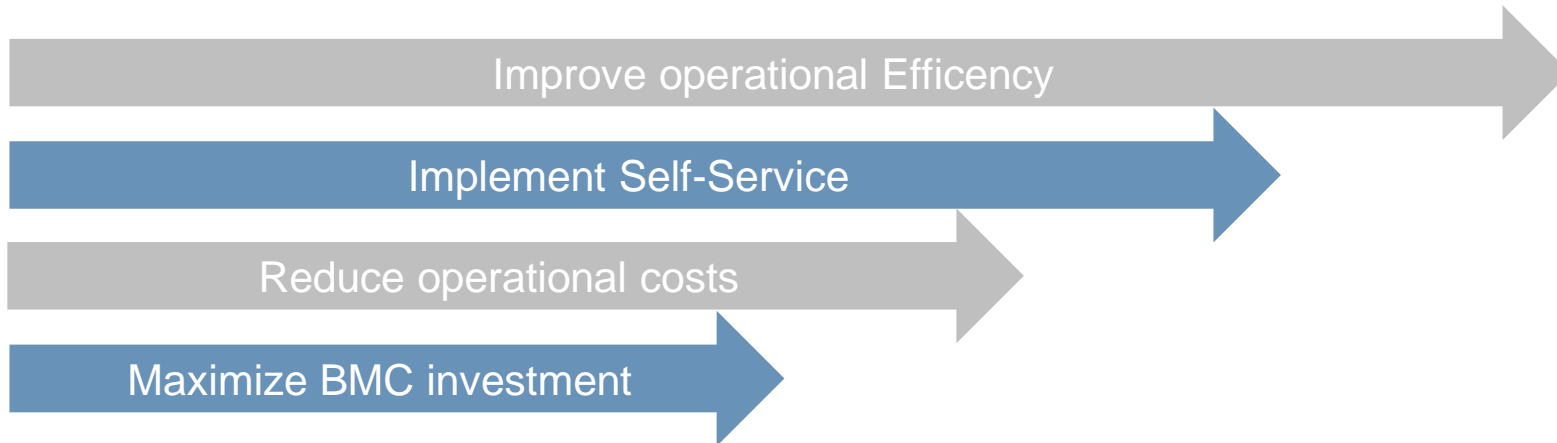 Improve operational Efficency
Implement Self-Service
Reduce operational costs
Maximize BMC investment